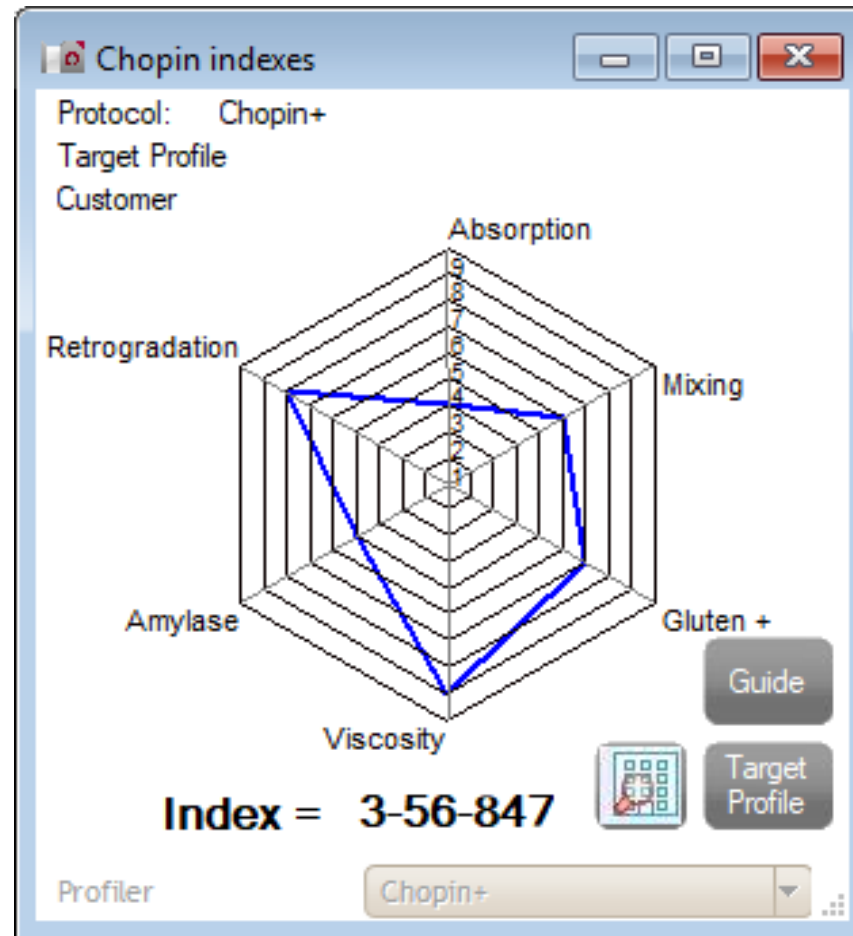 Chopin indexes
Protocol: Chopin+
Target Profile
Customer
Absorption
9
8
7
6
5
4
3
2
1
Retrogradation
Mixing
Amylase
Gluten +
Viscosity
Guide
Target
Profile
Index = 3-56-847
Profiler Chopin+